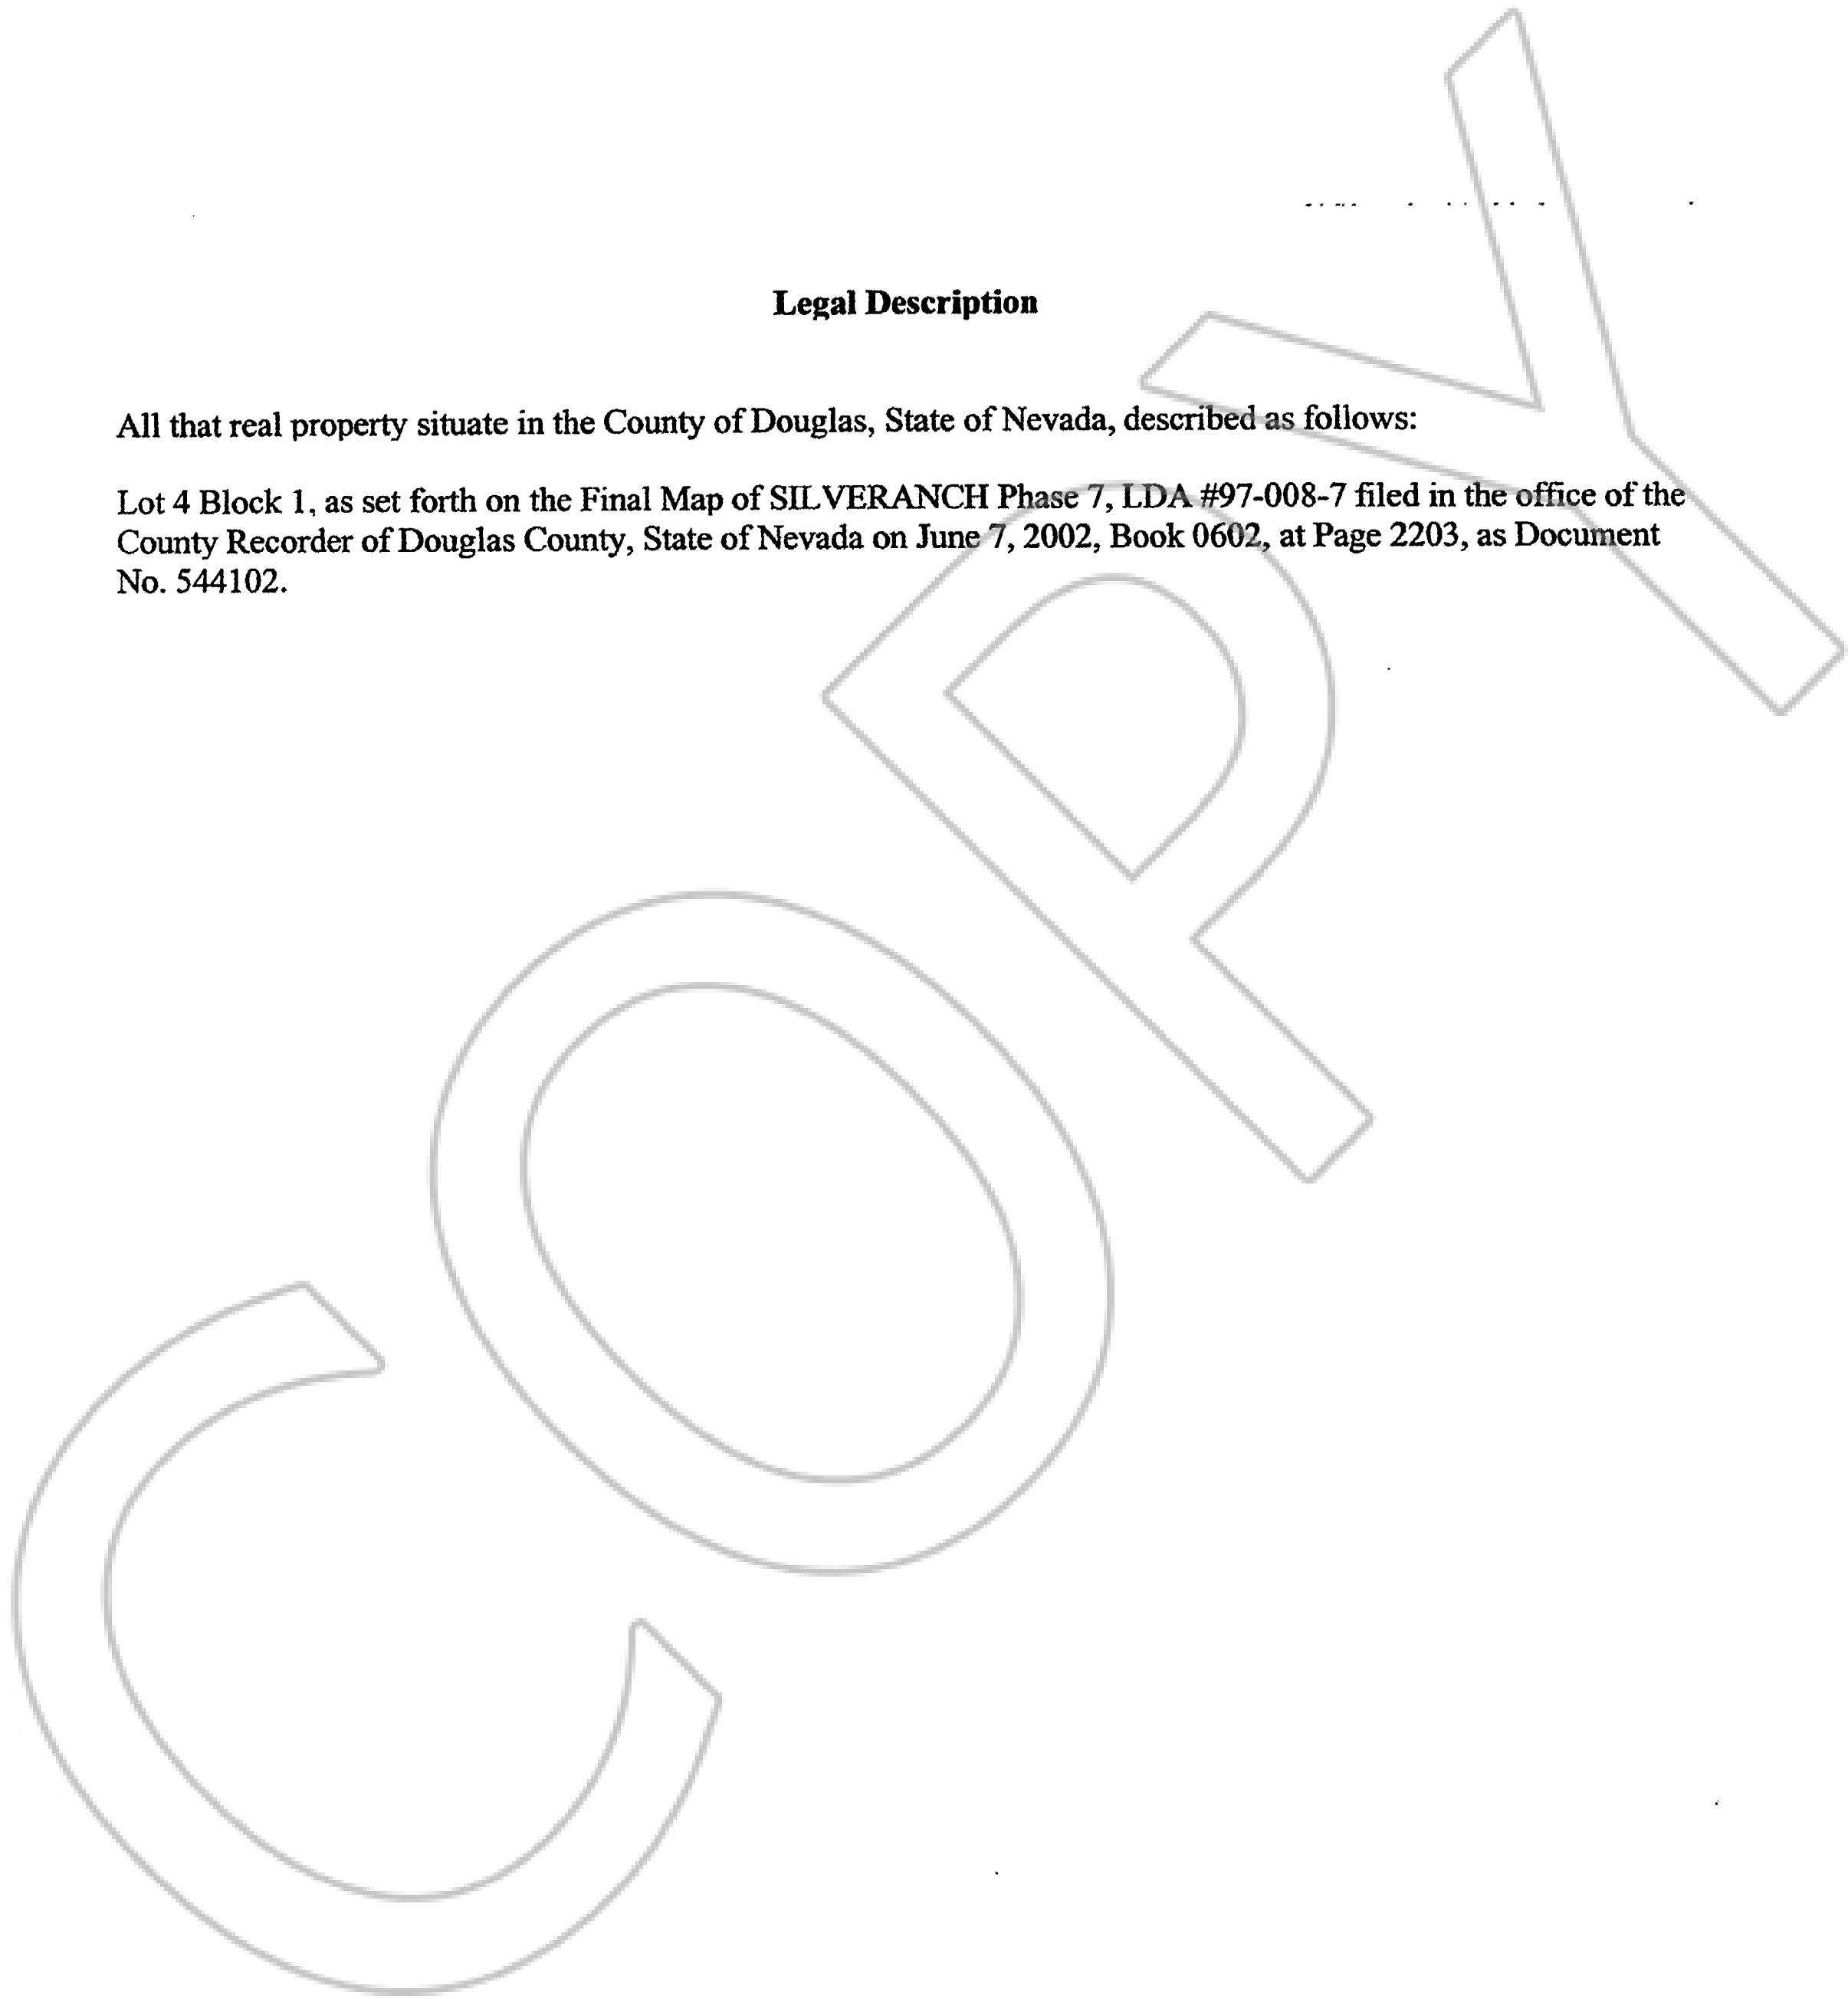 Legal Description
All that real property situate in the County of Douglas, State of Nevada, described as follows:
Lot 4 Block 1, as set forth on the Final Map of SILVERANCH Phase 7, LDA #97-008-7 filed in the office of the
County Recorder of Douglas County, State of Nevada on June 7, 2002, Book 0602, at Page 2203, as Document
No. 544102.
COPY